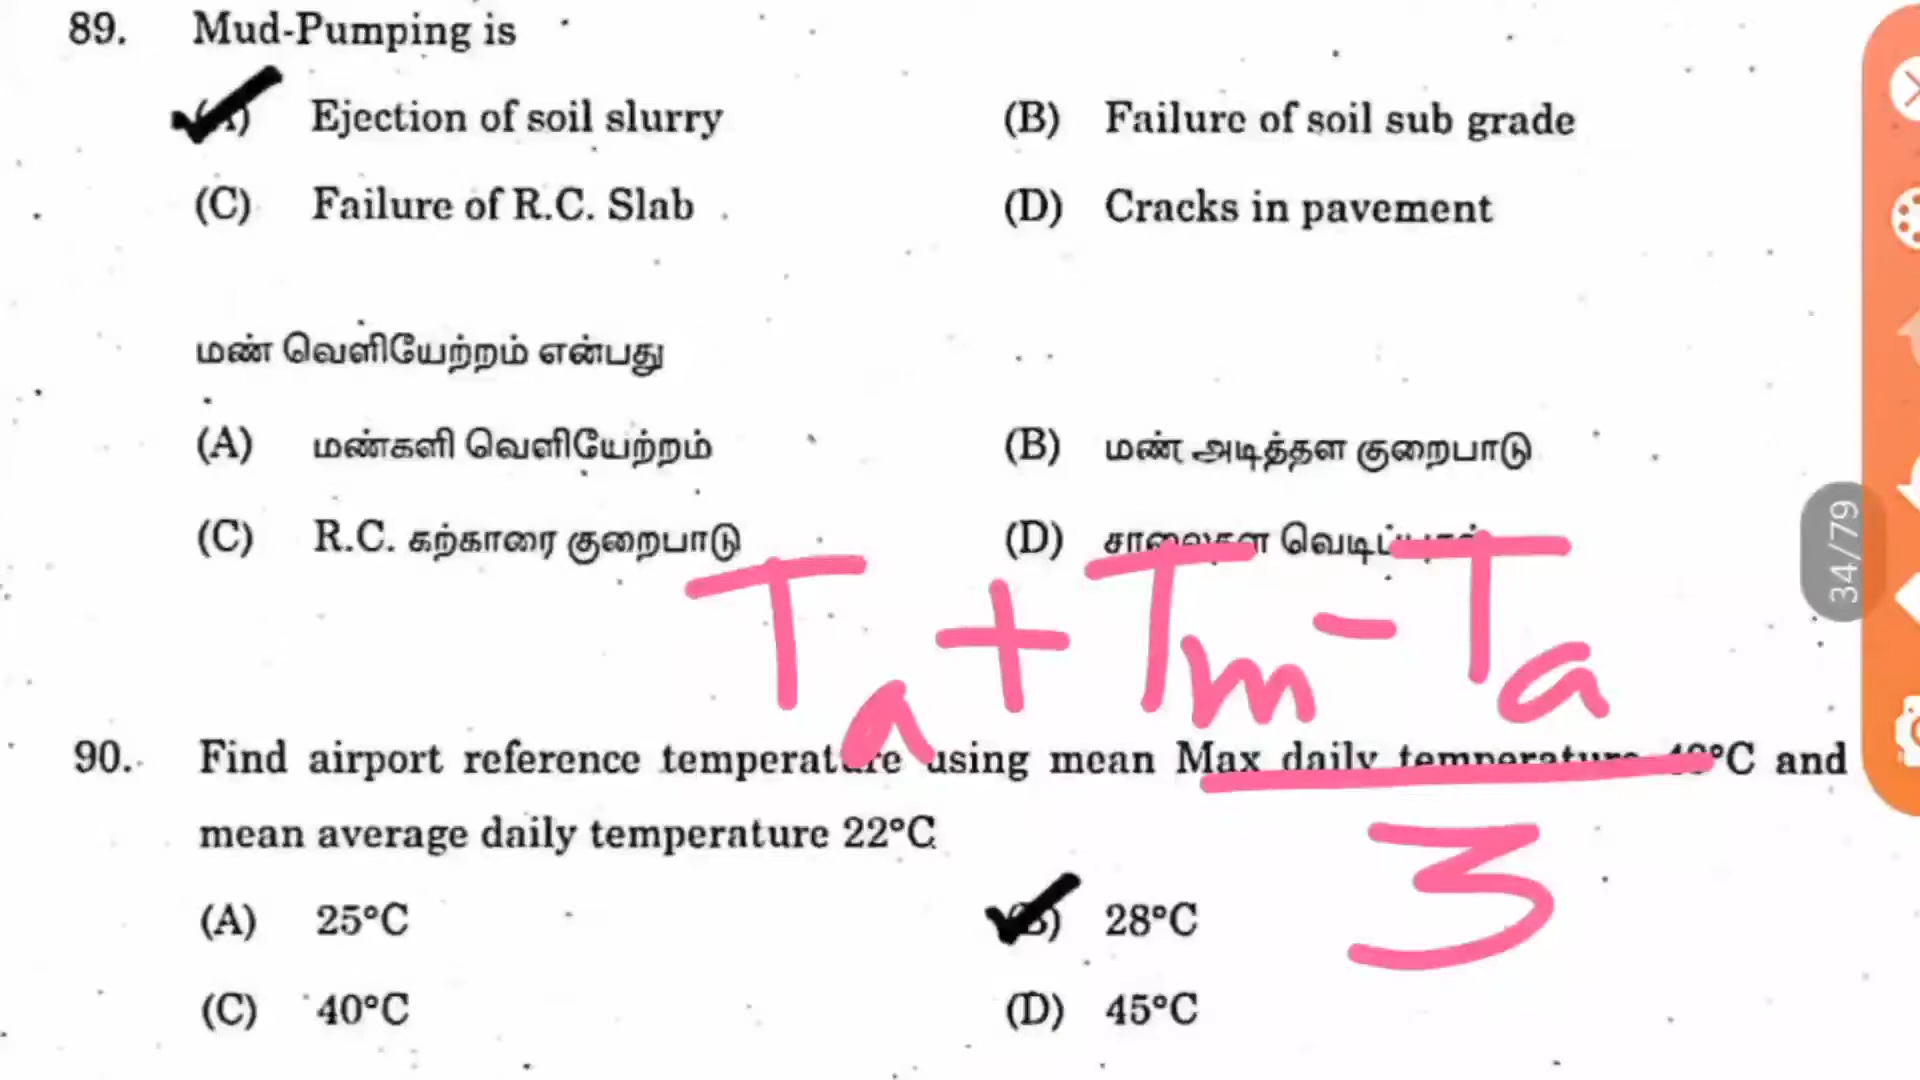 89. Mud-Pumping is
(A) Ejection of soil slurry (B) Failure of soil sub grade
(C) Failure of R.C. Slab (D) Cracks in pavement
மண் வெளியேற்றம் என்பது
(A) மண்களி வெளியேற்றம் (B) மண் அடித்தள குறைபாடு
(C) R.C. கற்காரை குறைபாடு (D)
34/79
Ta + Tm - Ta
3
90. Find airport reference temperature using mean Max daily temperature °C and
mean average daily temperature 22°C
(A) 25°C (B) 28°C
(C) 40°C (D) 45°C